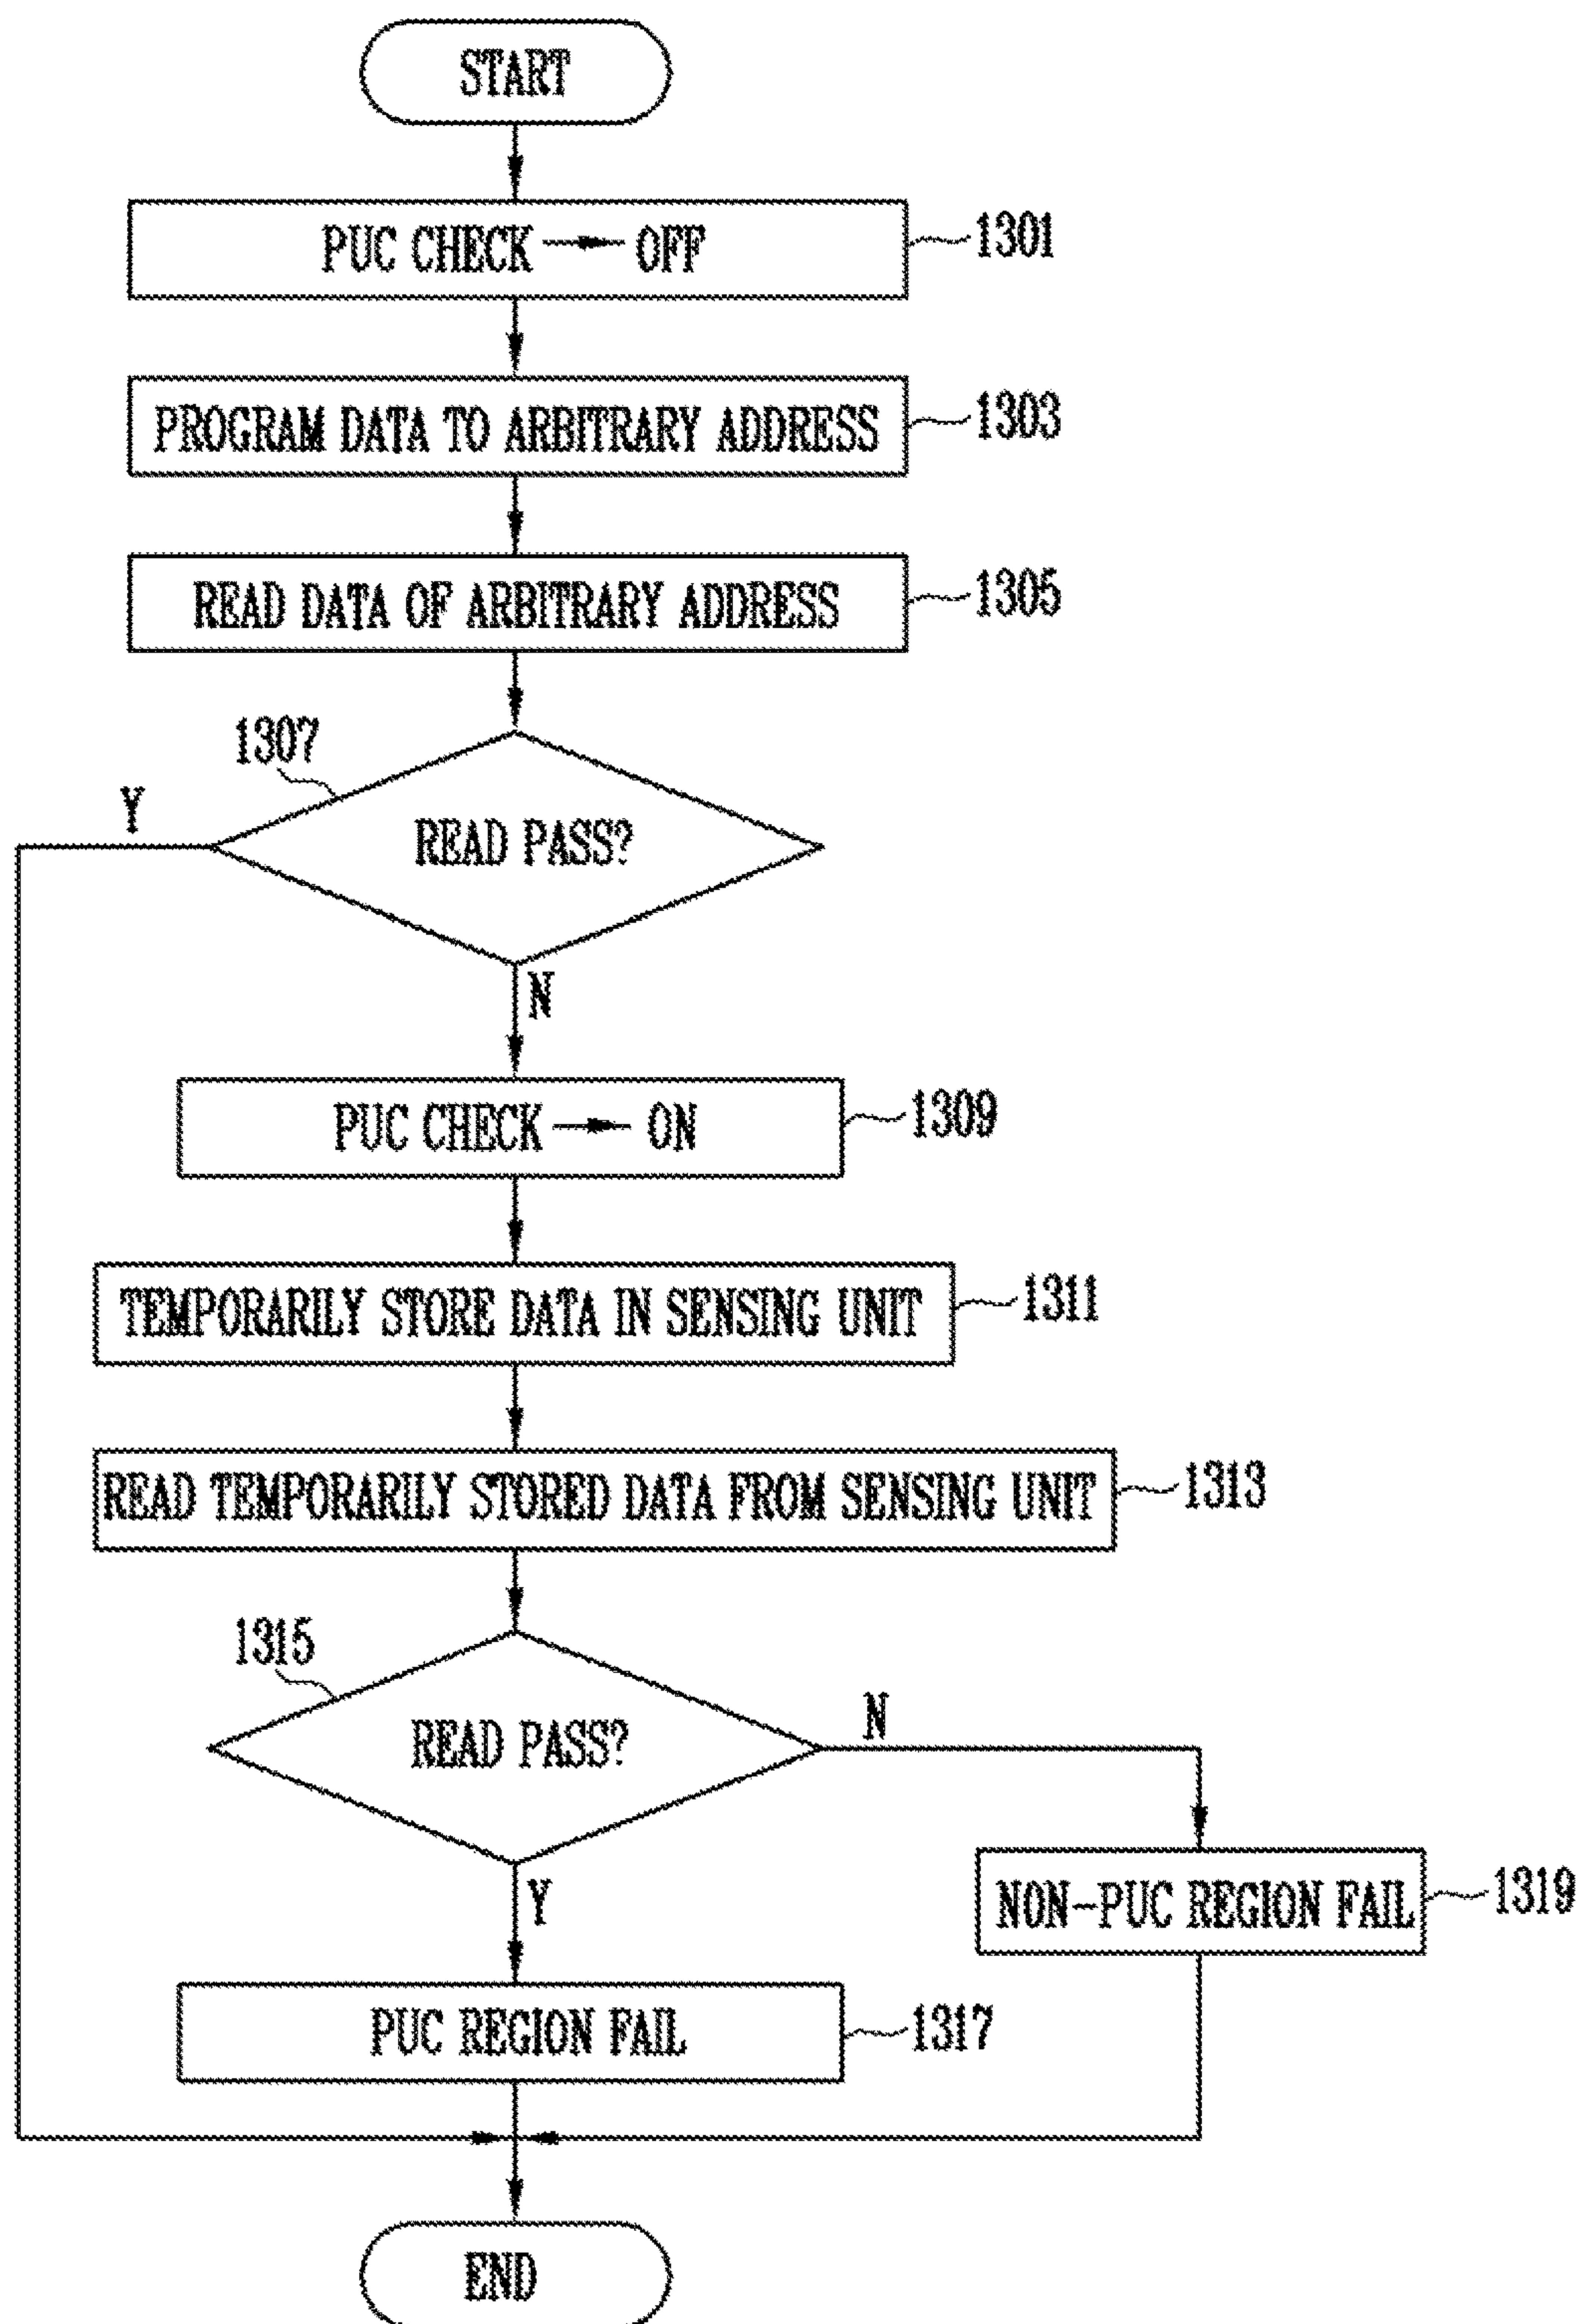 START
PUC CHECK → OFF
1301
PROGRAM DATA TO ARBITRARY ADDRESS
1303
READ DATA OF ARBITRARY ADDRESS
1305
1307
READ PASS?
Y
N
PUC CHECK → ON
1309
TEMPORARILY STORE DATA IN SENSING UNIT
1311
READ TEMPORARILY STORED DATA FROM SENSING UNIT
1313
1315
READ PASS?
N
Y
NON-PUC REGION FAIL
1319
PUC REGION FAIL
1317
END